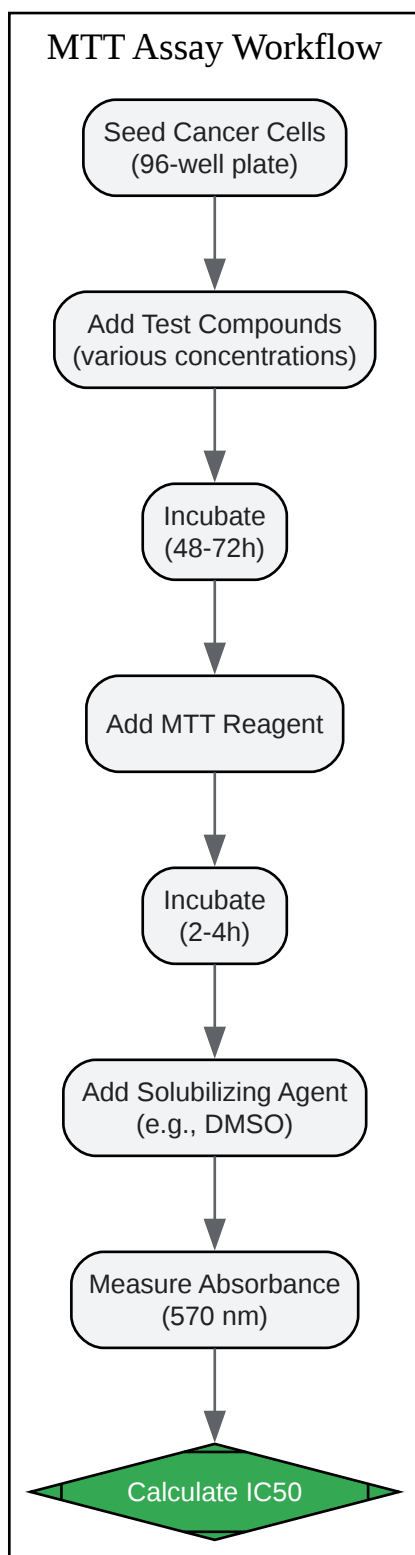 MTT Assay Workflow
Seed Cancer Cells
(96-well plate)
Add Test Compounds
(various concentrations)
Incubate
(48-72h)
Add MTT Reagent
Incubate
(2-4h)
Add Solubilizing Agent
(e.g., DMSO)
Measure Absorbance
(570 nm)
Calculate IC50